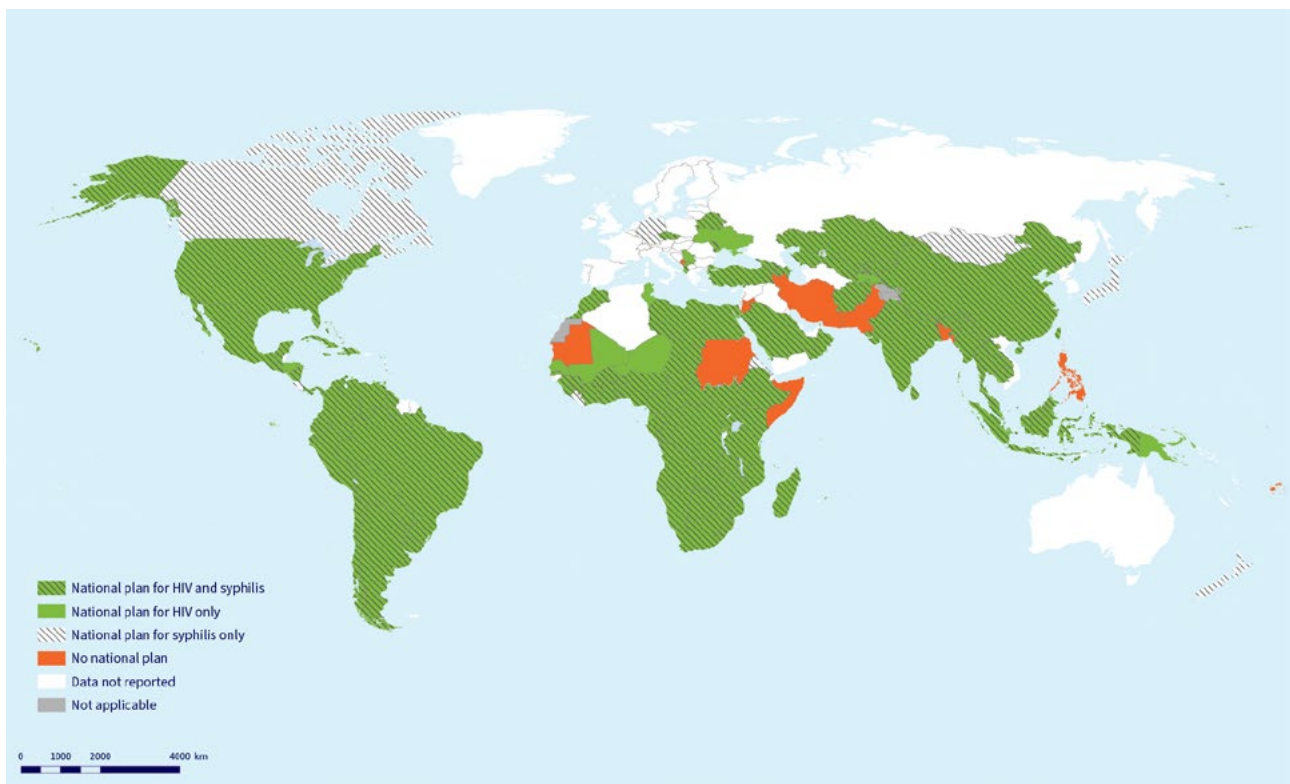 National plan for HIV and syphilis
National plan for HIV only
National plan for syphilis only
No national plan
Data not reported
Not applicable
0 1000 2000 4000 km